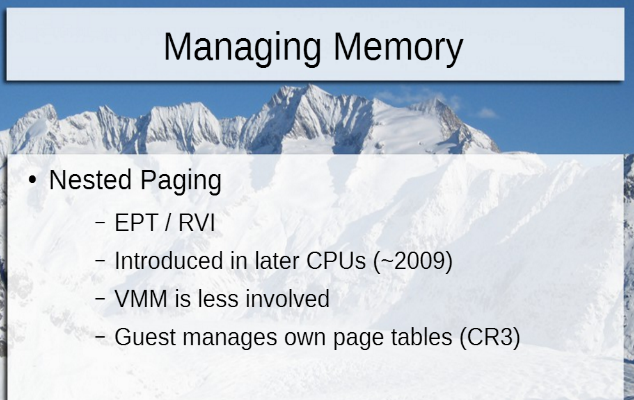 Managing Memory
• Nested Paging
– EPT / RVI
– Introduced in later CPUs (~2009)
– VMM is less involved
– Guest manages own page tables (CR3)